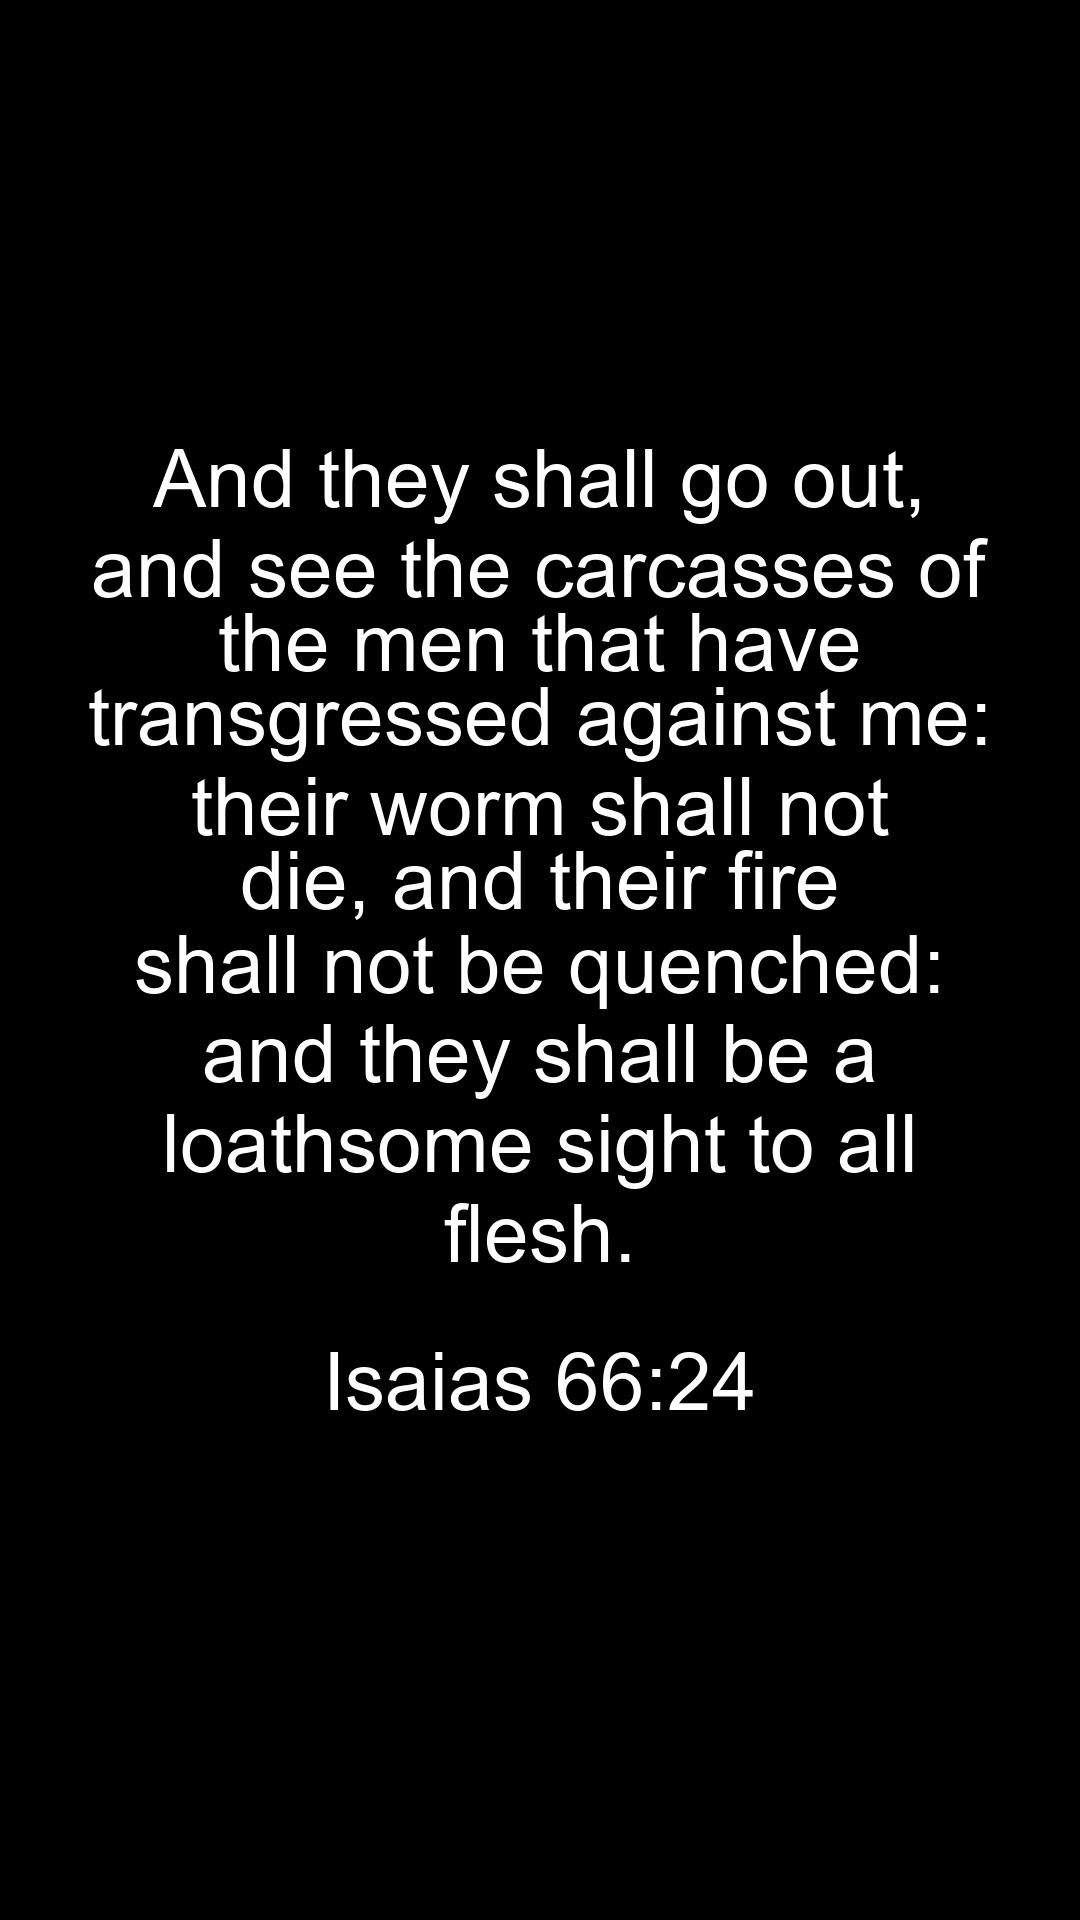 And they shall go out,
and see the carcasses of
the men that have
transgressed against me:
their worm shall not
die, and their fire
shall not be quenched:
and they shall be a
loathsome sight to all
flesh.
Isaias 66:24